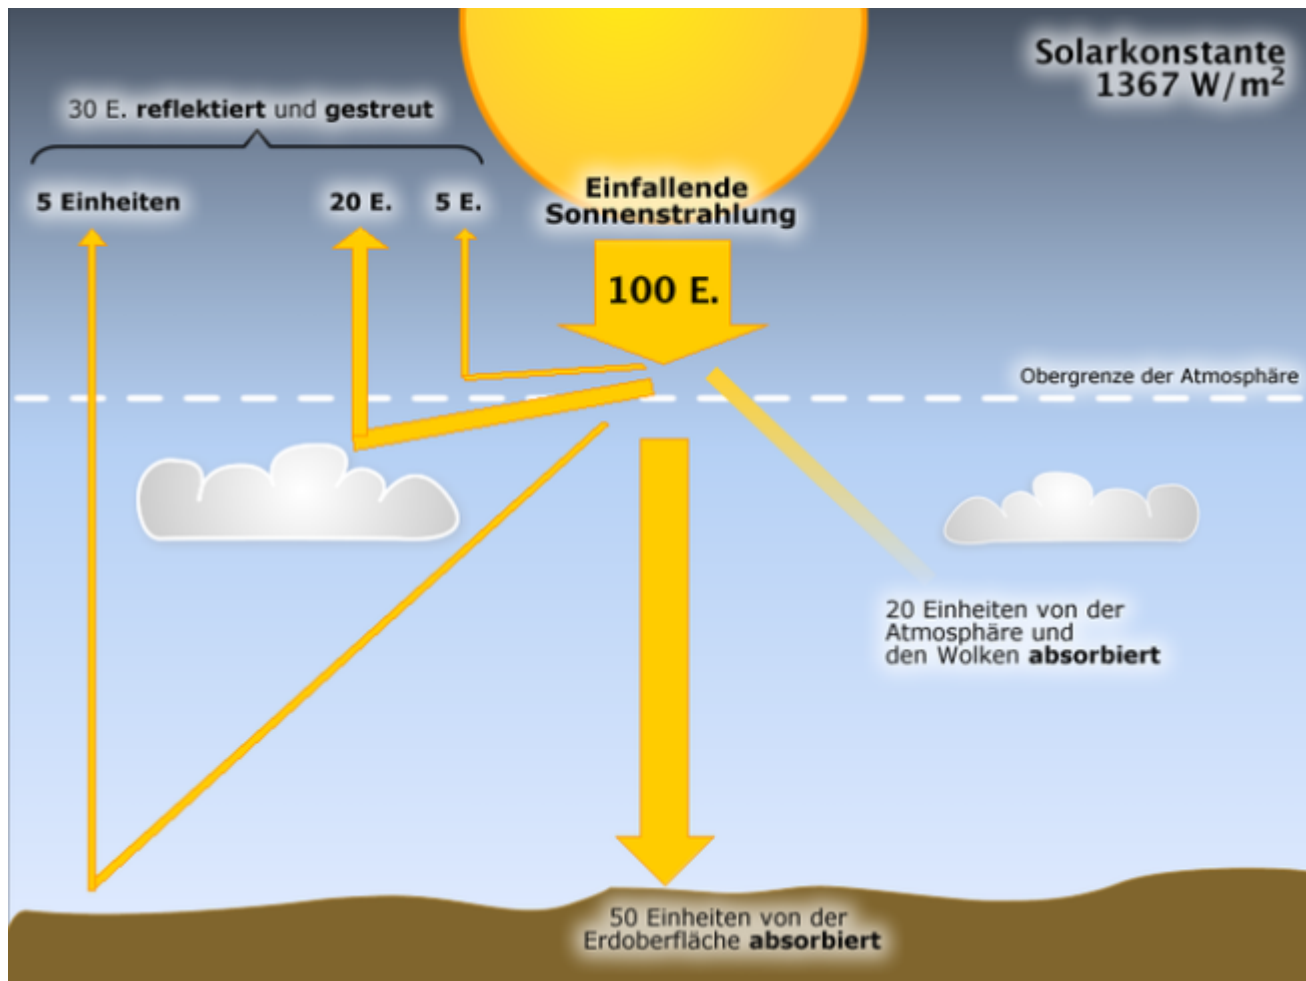 Solarkonstante
1367 W/m²
30 E. reflektiert und gestreut
5 Einheiten
20 E.
5 E.
Einfallende
Sonnenstrahlung
100 E.
Obergrenze der Atmosphäre
20 Einheiten von der
Atmosphäre und
den Wolken absorbiert
50 Einheiten von der
Erdoberfläche absorbiert